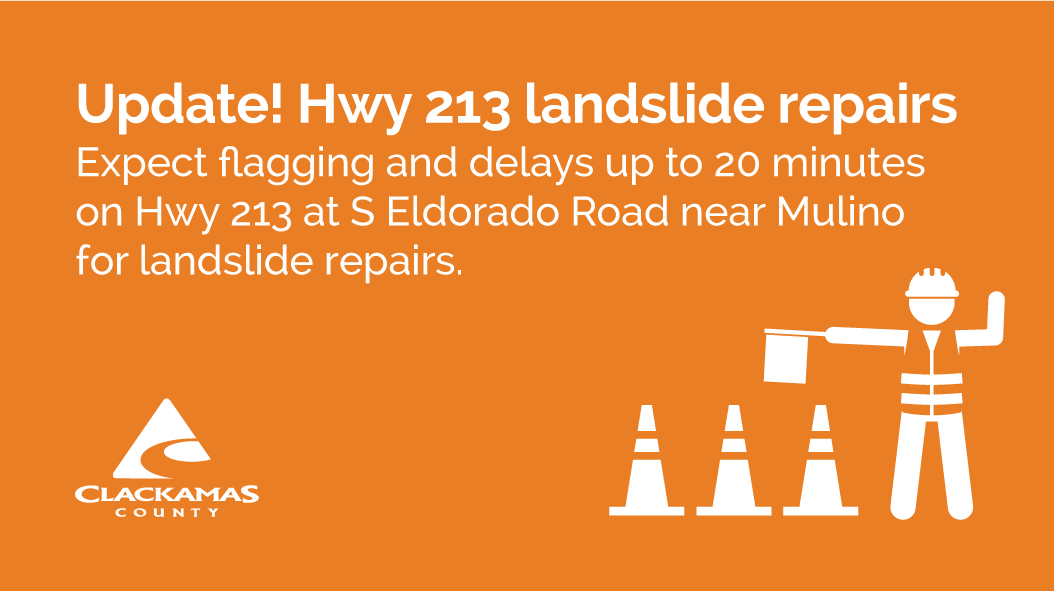 Update! Hwy 213 landslide repairs
Expect flagging and delays up to 20 minutes
on Hwy 213 at S Eldorado Road near Mulino
for landslide repairs.
CLACKAMAS
COUNTY